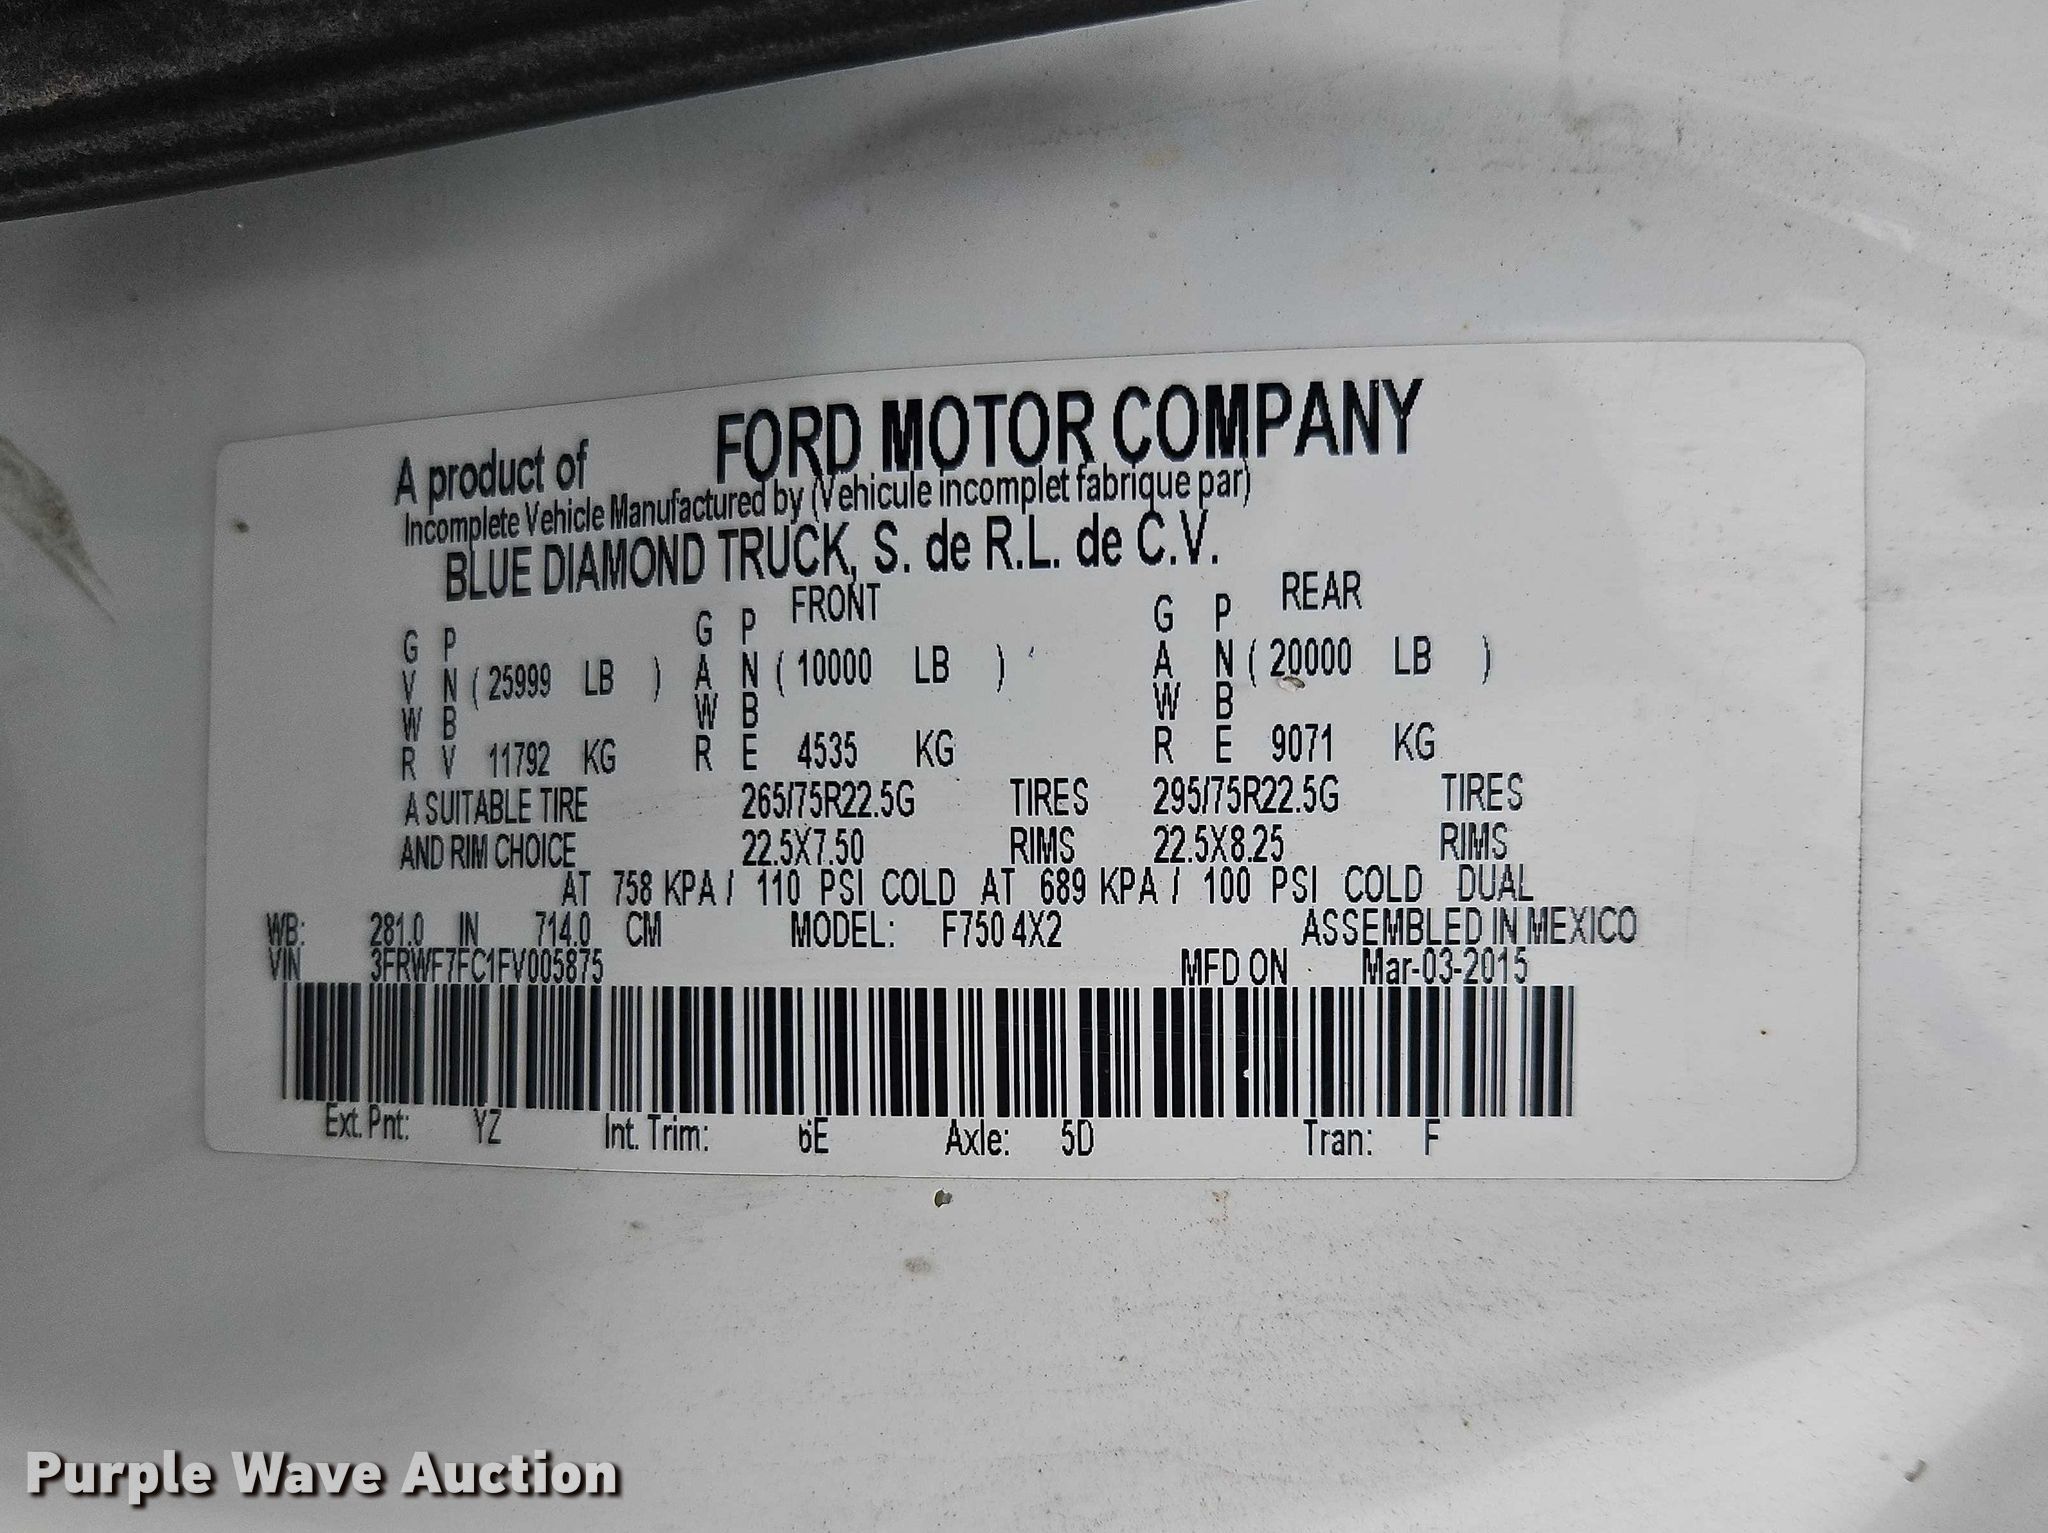 A product of FORD MOTOR COMPANY
Incomplete Vehicle Manufactured by (Vehicule incomplet fabrique par)
BLUE DIAMOND TRUCK, S. de R.L. de C.V.
FRONT REAR
G P G P G P
V N ( 25999 LB ) A N ( 10000 LB ) A N ( 20000 LB )
W B W B W B
R V 11792 KG R E 4535 KG R E 9071 KG
A SUITABLE TIRE 265/75R22.5G TIRES 295/75R22.5G TIRES
AND RIM CHOICE 22.5X7.50 RIMS 22.5X8.25 RIMS
AT 758 KPA / 110 PSI COLD AT 689 KPA / 100 PSI COLD DUAL
WB: 281.0 IN 714.0 CM MODEL: F750 4X2 ASSEMBLED IN MEXICO
VIN 3FRWF7FC1FV005875 MFD ON Mar-03-2015
Ext. Pnt: YZ Int. Trim: 6E Axle: 5D Tran: F
Purple Wave Auction